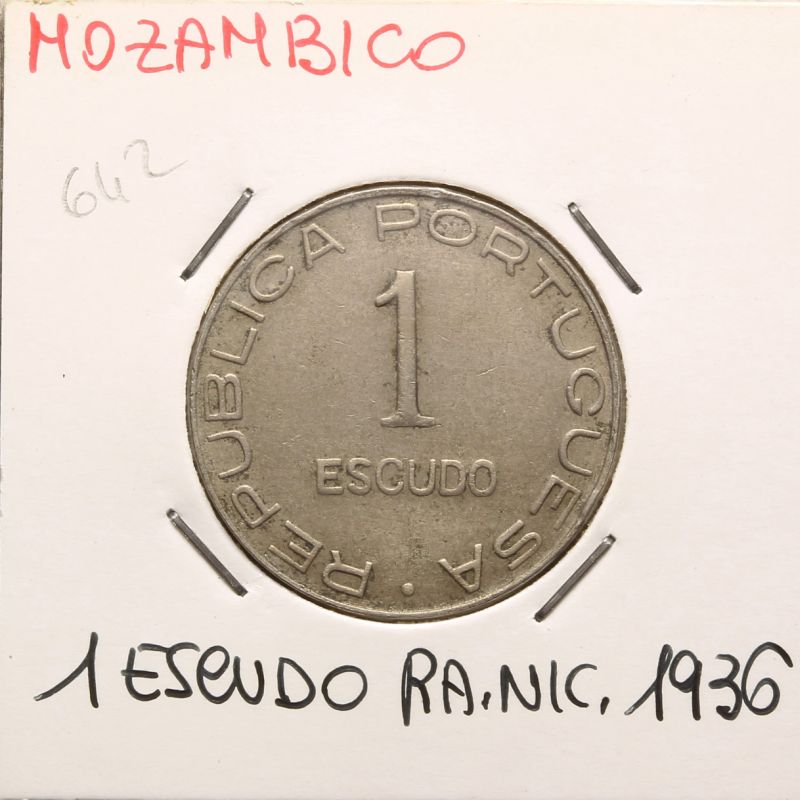 MOZAMBICO
642
REPUBLICA PORTUGUESA
1
ESCUDO
1 ESCUDO RA.NIC. 1936